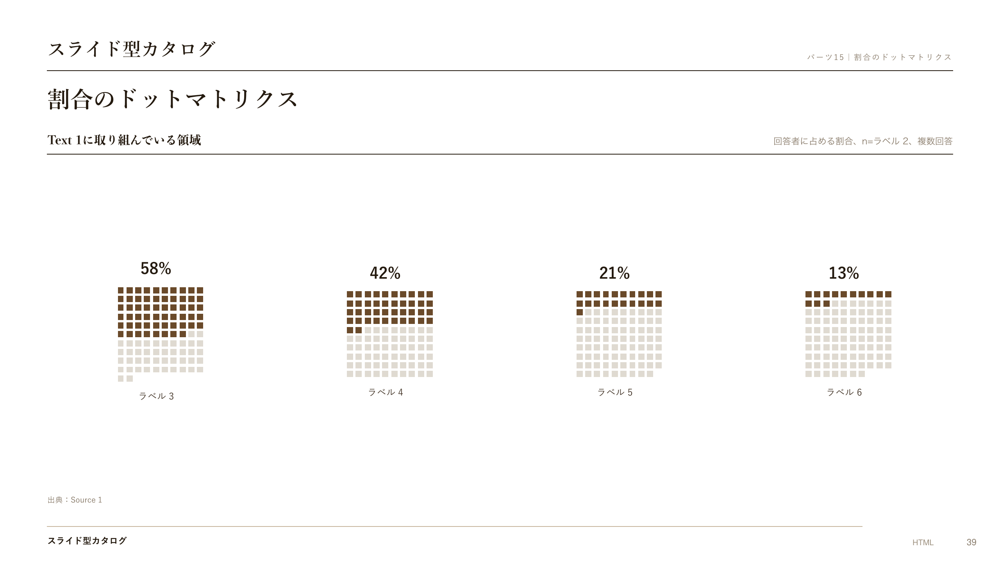 スライド型カタログ
パーツ15｜割合のドットマトリクス
割合のドットマトリクス
Text 1に取り組んでいる領域
回答者に占める割合、n=ラベル 2、複数回答
58%
42%
21%
13%
ラベル 3
ラベル 4
ラベル 5
ラベル 6
出典：Source 1
スライド型カタログ
HTML
39